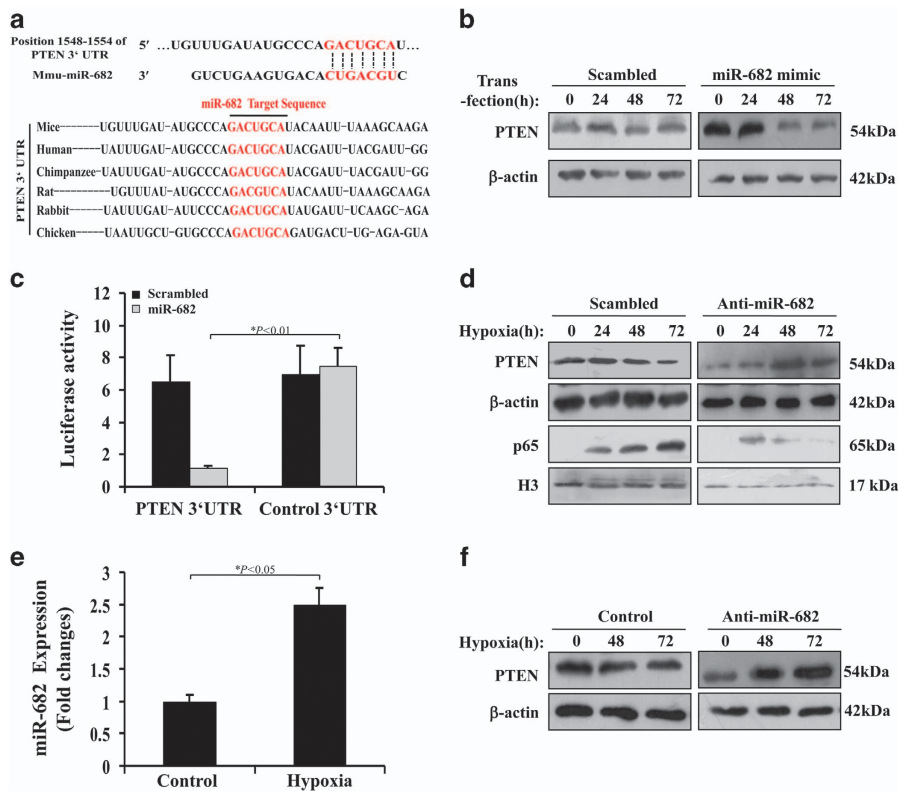 a
Position 1548-1554 of
PTEN 3‘ UTR
5′ ...UGUUUGAUAUGCCCAGACUGCAU...
Mmu-miR-682 3′ GUCUGAAGUGACACUGACGUC
miR-682 Target Sequence
PTEN 3‘ UTR
Mice-------UGUUUGAU-AUGCCCAGACUGCAUACAAUU-UAAAGCAAGA
Human-----UAUUUGAU-AUGCCCAGACUGCAUACGAUU-UACGAUU-GG
Chimpanzee-UAUUUGAU-AUGCCCAGACUGCAUACGAUU-UACGAUU-GG
Rat---------UGUUUAU-AUGCCCAGACGUCAUACAAUU-UAAAGCAAGA
Rabbit------UAUUUGAU-AUUCCCAGACUGCAUAUGAUU-UCAAGC-AGA
Chicken-----UAAUUGCU-GUGCCCAGACUGCAGAUGACU-UG-AGA-GUA
b
Trans
-fection(h):
Scambled miR-682 mimic
0 24 48 72 0 24 48 72
PTEN 54kDa
β-actin 42kDa
c
Luciferase activity
12
10
8
6
4
2
0
Scrambled
miR-682
*P<0.01
PTEN 3‘UTR Control 3‘UTR
d
Scambled Anti-miR-682
Hypoxia(h): 0 24 48 72 0 24 48 72
PTEN 54kDa
β-actin 42kDa
p65 65kDa
H3 17 kDa
e
miR-682 Expression
(Fold changes)
3
2.5
2
1.5
1
0.5
0
*P<0.05
Control Hypoxia
f
Control Anti-miR-682
Hypoxia(h): 0 48 72 0 48 72
PTEN 54kDa
β-actin 42kDa